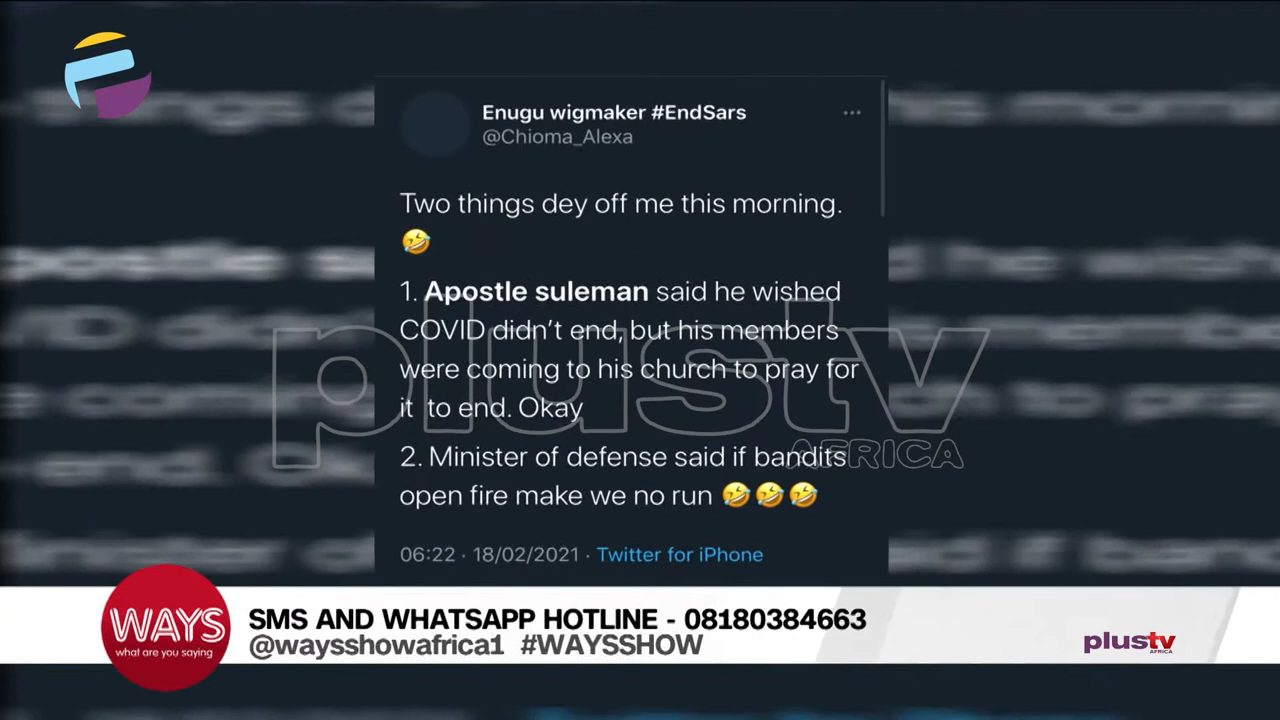 Enugu wigmaker #EndSars
@Chioma_Alexa
Two things dey off me this morning.
🤣
1. Apostle suleman said he wished
COVID didn't end, but his members
were coming to his church to pray for
it to end. Okay
2. Minister of defense said if bandits
open fire make we no run 🤣🤣🤣
06:22 · 18/02/2021 · Twitter for iPhone
plustv
AFRICA
WAYS
what are you saying
SMS AND WHATSAPP HOTLINE - 08180384663
@waysshowafrica1 #WAYSSHOW
plustv
AFRICA